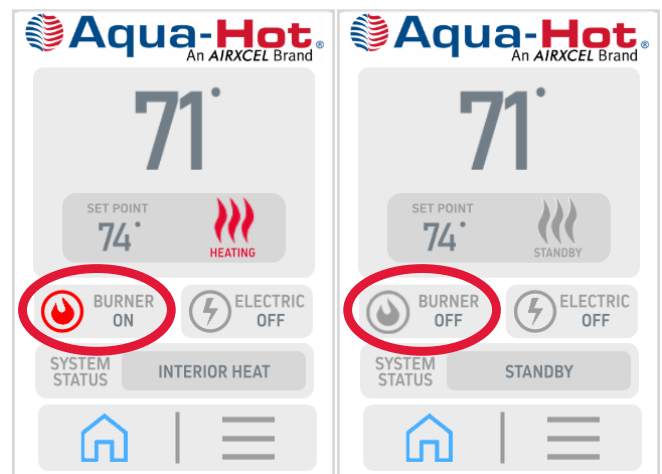 Aqua-Hot®
An AIRXCEL Brand
71°
SET POINT
74°
HEATING
BURNER
ON
ELECTRIC
OFF
SYSTEM
STATUS
INTERIOR HEAT
Aqua-Hot®
An AIRXCEL Brand
71°
SET POINT
74°
STANDBY
BURNER
OFF
ELECTRIC
OFF
SYSTEM
STATUS
STANDBY